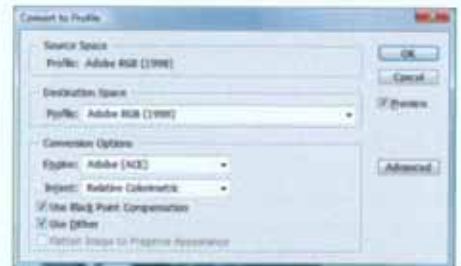 Convert to Profile
Source Space
Profile: Adobe RGB (1998)
OK
Cancel
Preview
Destination Space
Profile: Adobe RGB (1998)
Conversion Options
Engine: Adobe (ACE)
Advanced
Intent: Relative Colorimetric
Use Black Point Compensation
Use Dither
Flatten Image to Preserve Appearance